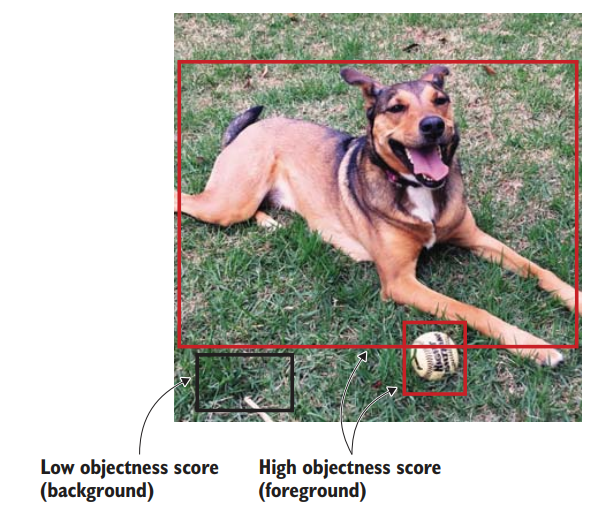 Low objectness score
(background)
High objectness score
(foreground)